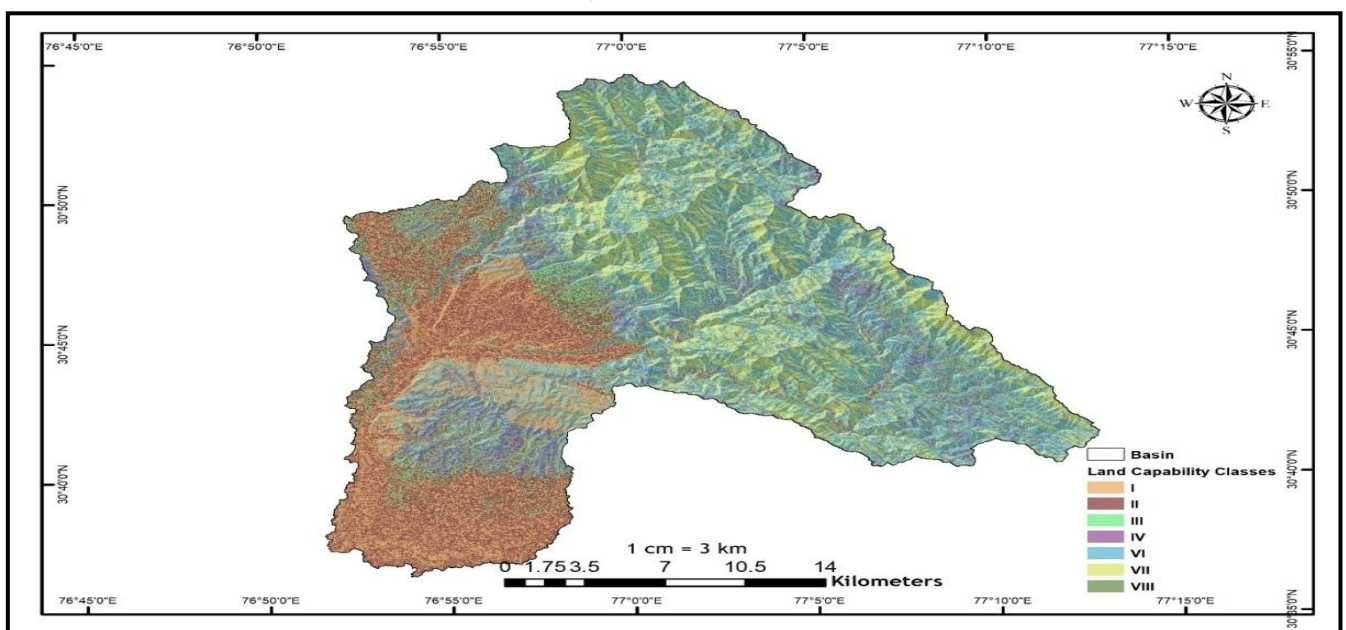 76°45'0"E 76°50'0"E 76°55'0"E 77°0'0"E 77°5'0"E 77°10'0"E 77°15'0"E
30°55'0"N
N
W E
S
30°50'0"N 30°50'0"N
30°45'0"N 30°45'0"N
30°40'0"N 30°40'0"N
Basin
Land Capability Classes
I
II
III
IV
VI
VII
VIII
1 cm = 3 km
0 1.75 3.5 7 10.5 14
Kilometers
30°35'0"N
76°45'0"E 76°50'0"E 76°55'0"E 77°0'0"E 77°5'0"E 77°10'0"E 77°15'0"E